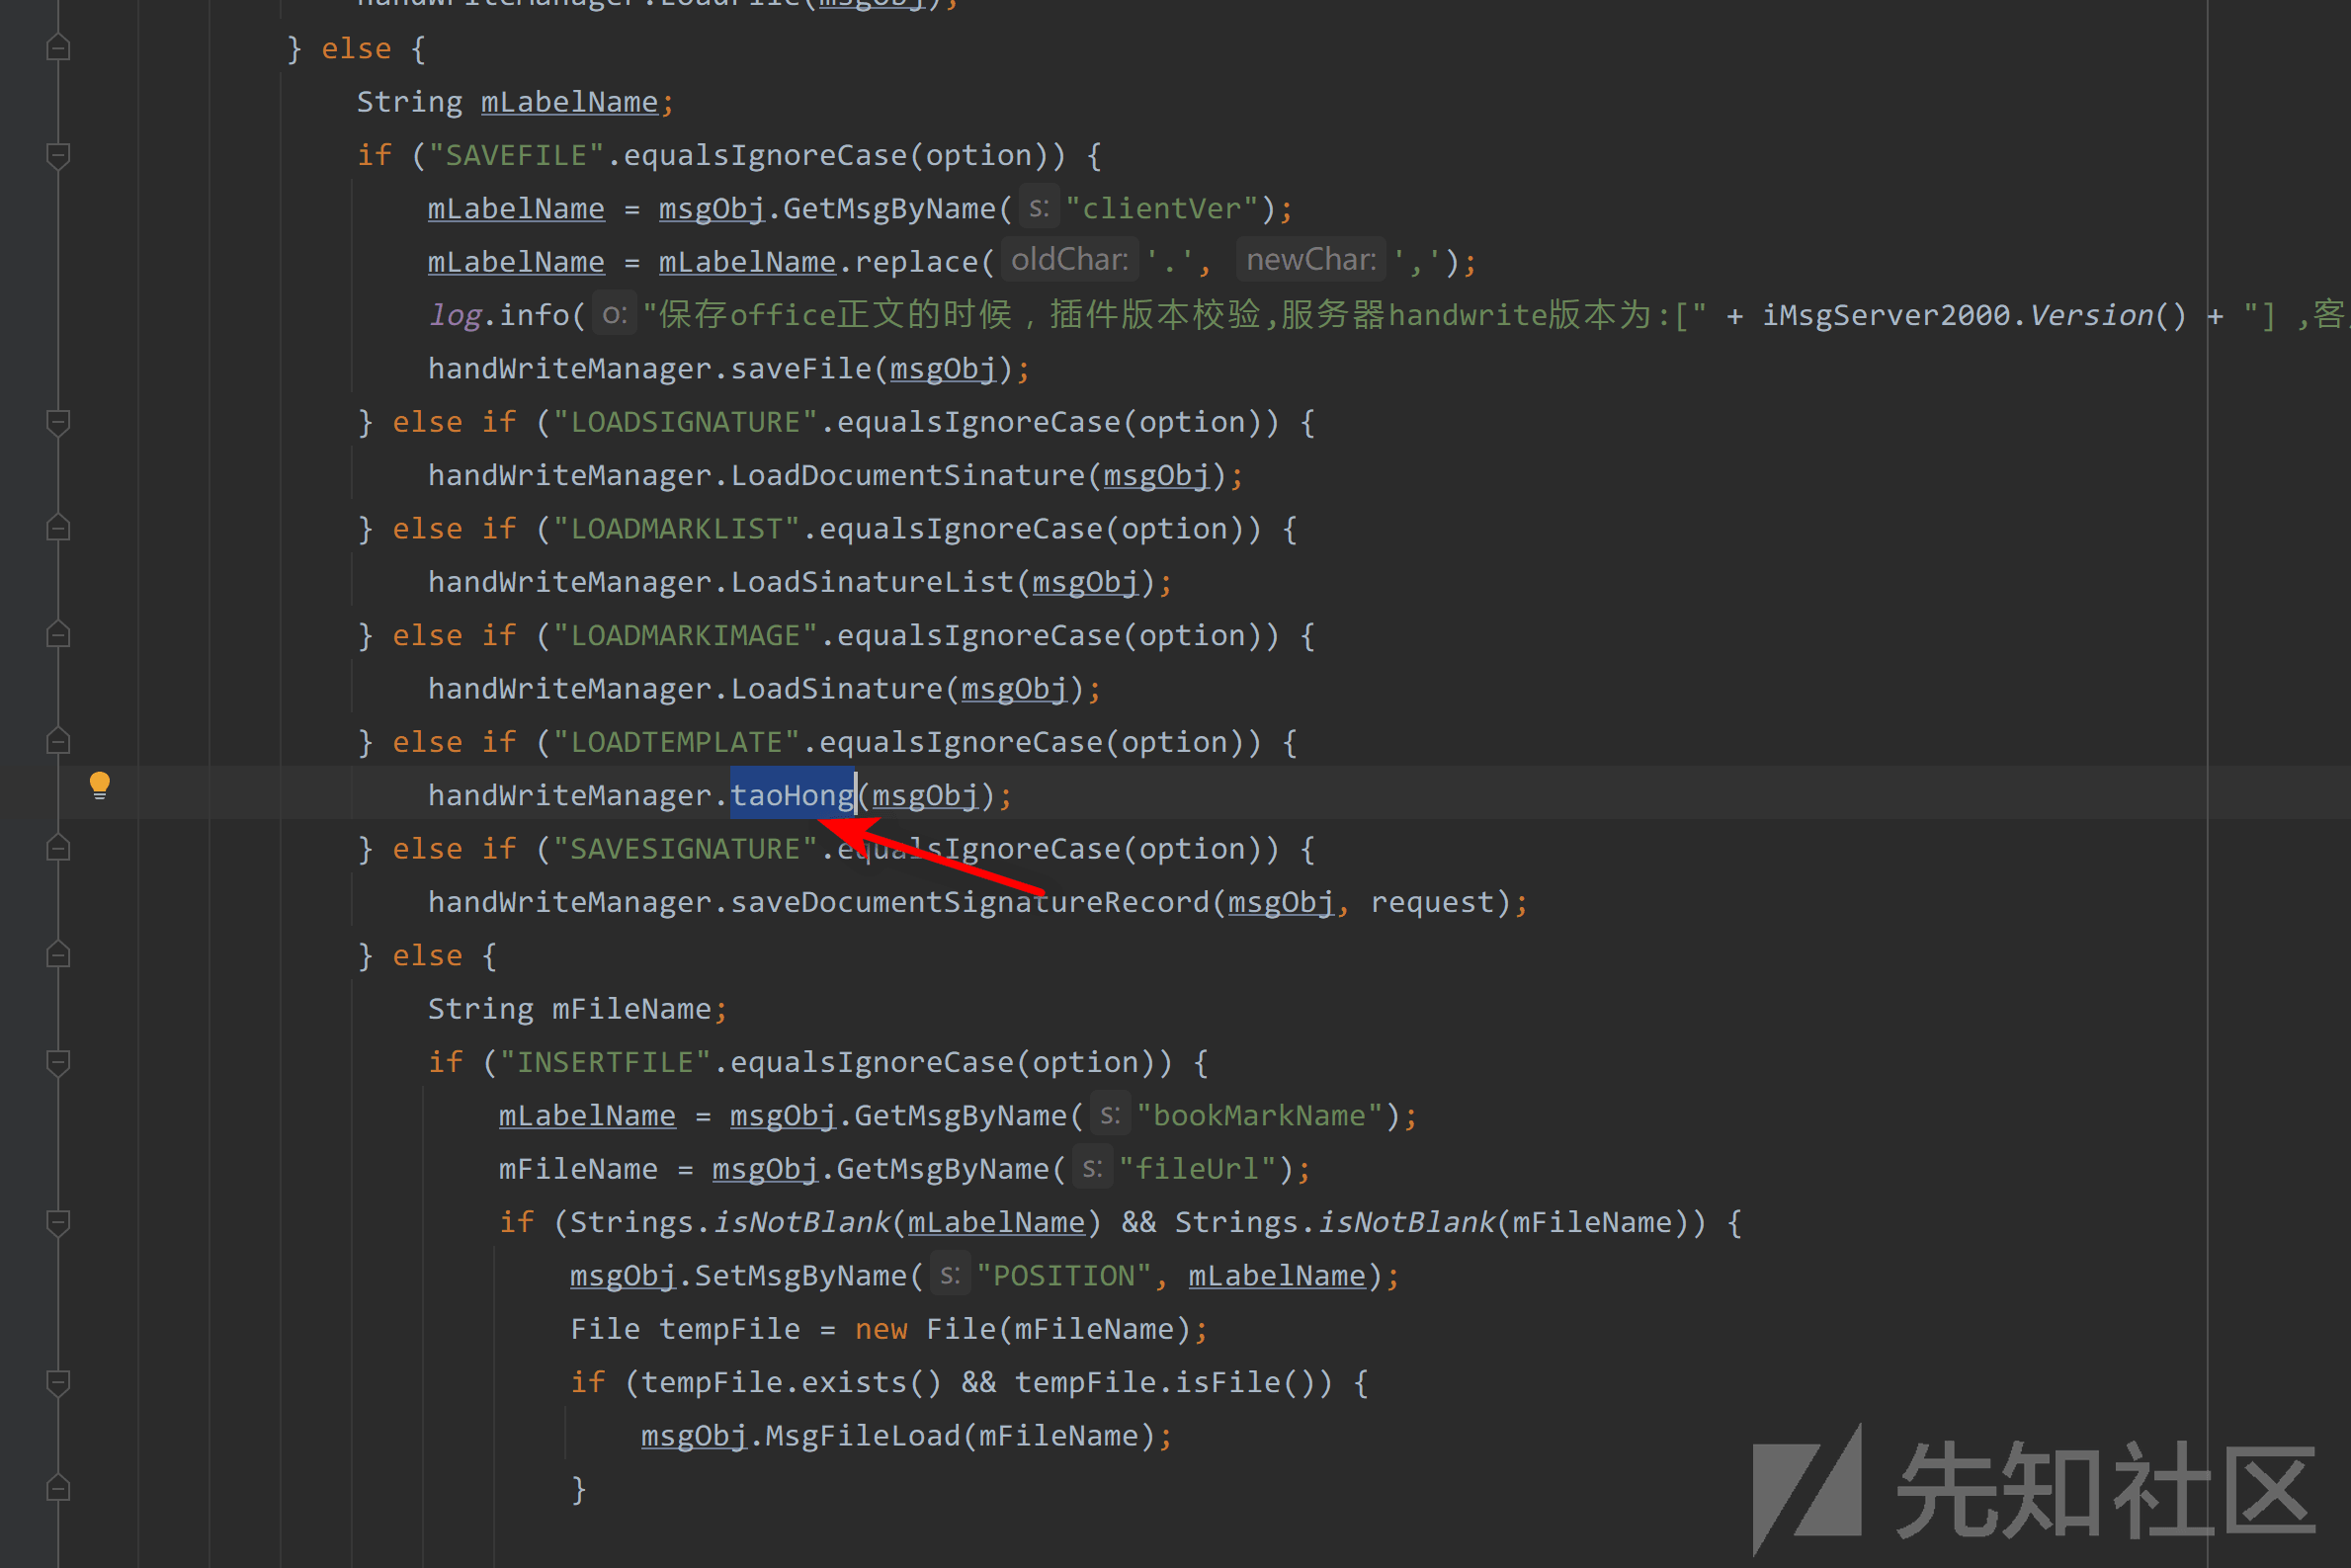 handWriteManager.LoadFile(msgObj);
} else {
String mLabelName;
if ("SAVEFILE".equalsIgnoreCase(option)) {
mLabelName = msgObj.GetMsgByName( s: "clientVer");
mLabelName = mLabelName.replace( oldChar: '.', newChar: ',');
log.info( o: "保存office正文的时候，插件版本校验,服务器handwrite版本为:[" + iMsgServer2000.Version() + "] ,客
handWriteManager.saveFile(msgObj);
} else if ("LOADSIGNATURE".equalsIgnoreCase(option)) {
handWriteManager.LoadDocumentSinature(msgObj);
} else if ("LOADMARKLIST".equalsIgnoreCase(option)) {
handWriteManager.LoadSinatureList(msgObj);
} else if ("LOADMARKIMAGE".equalsIgnoreCase(option)) {
handWriteManager.LoadSinature(msgObj);
} else if ("LOADTEMPLATE".equalsIgnoreCase(option)) {
handWriteManager.taoHong(msgObj);
} else if ("SAVESIGNATURE".equalsIgnoreCase(option)) {
handWriteManager.saveDocumentSignatureRecord(msgObj, request);
} else {
String mFileName;
if ("INSERTFILE".equalsIgnoreCase(option)) {
mLabelName = msgObj.GetMsgByName( s: "bookMarkName");
mFileName = msgObj.GetMsgByName( s: "fileUrl");
if (Strings.isNotBlank(mLabelName) && Strings.isNotBlank(mFileName)) {
msgObj.SetMsgByName( s: "POSITION", mLabelName);
File tempFile = new File(mFileName);
if (tempFile.exists() && tempFile.isFile()) {
msgObj.MsgFileLoad(mFileName);
}
先知社区